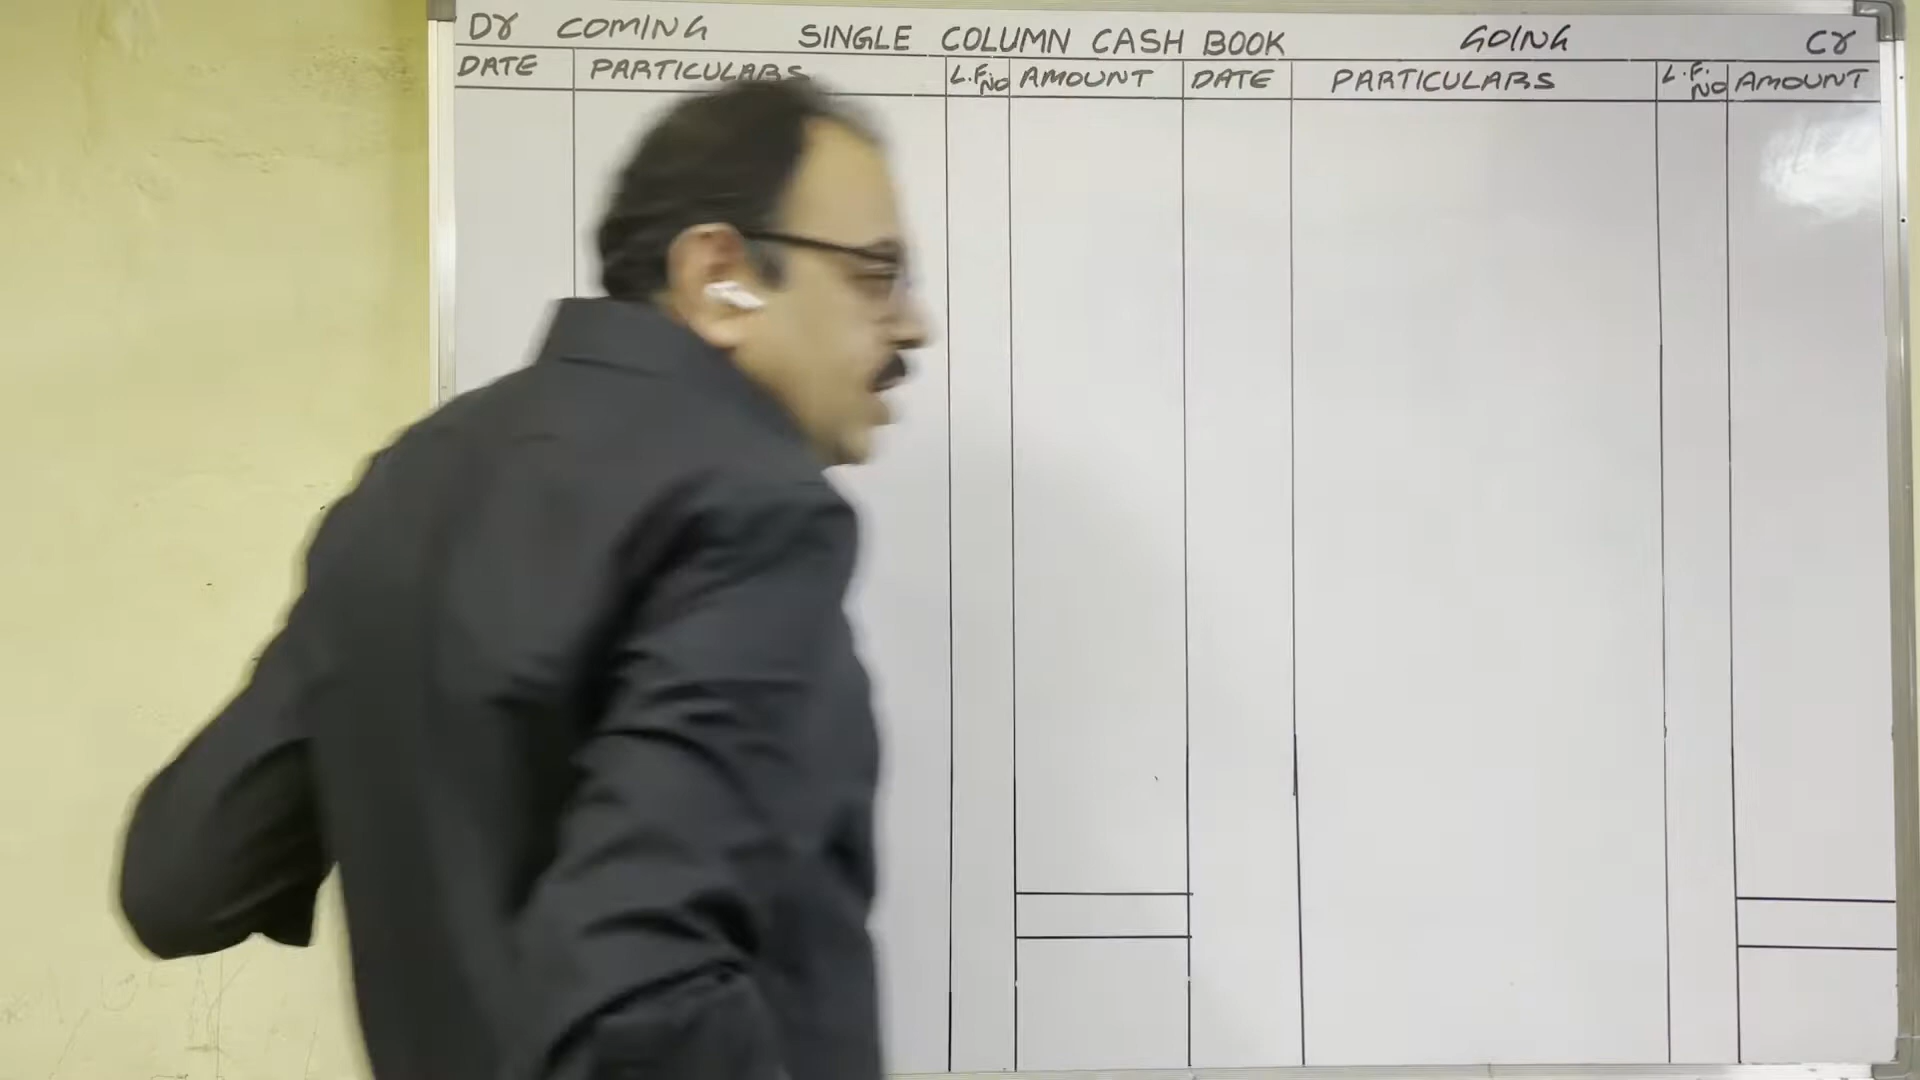 Dr COMING SINGLE COLUMN CASH BOOK GOING Cr
DATE PARTICULARS L.F. No AMOUNT DATE PARTICULARS L.F. No AMOUNT